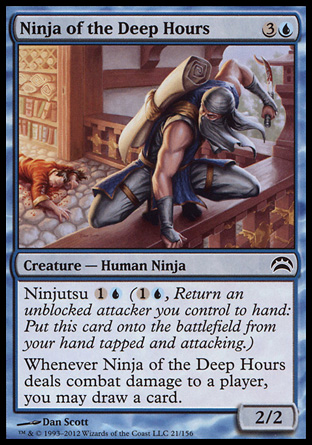 Ninja of the Deep Hours 3
Creature — Human Ninja
Ninjutsu 1 (1, Return an
unblocked attacker you control to hand:
Put this card onto the battlefield from
your hand tapped and attacking.)
Whenever Ninja of the Deep Hours
deals combat damage to a player,
you may draw a card.
Dan Scott
™ & © 1993–2012 Wizards of the Coast LLC 21/156
2/2